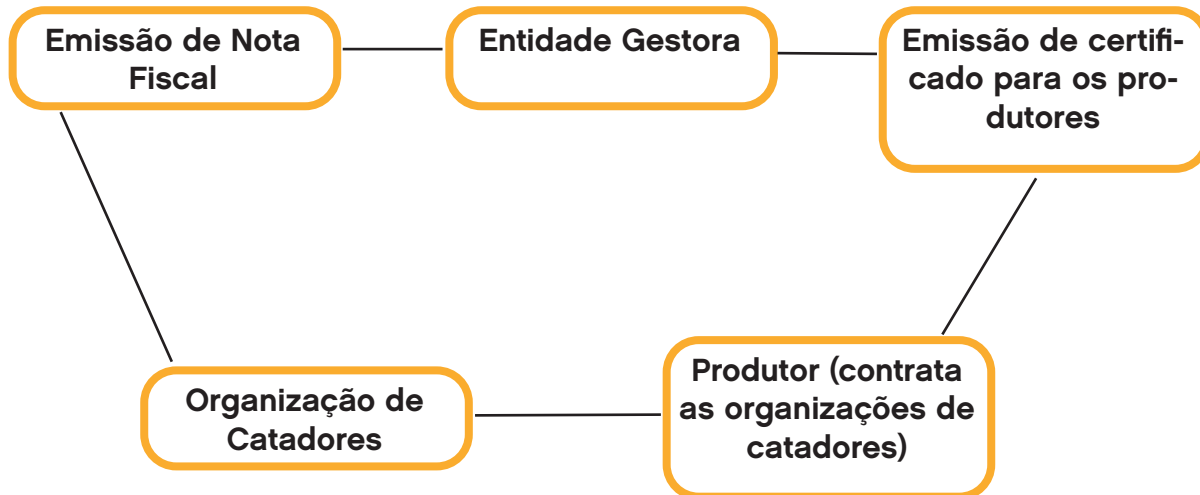 Emissão de Nota
Fiscal
Entidade Gestora
Emissão de certifi-
cado para os pro-
dutores
Organização de
Catadores
Produtor (contrata
as organizações de
catadores)